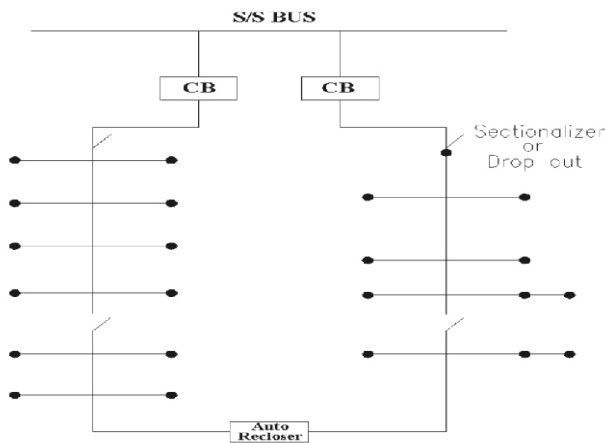 S/S BUS
CB
CB
Sectionalizer
or
Drop out
Auto
Recloser